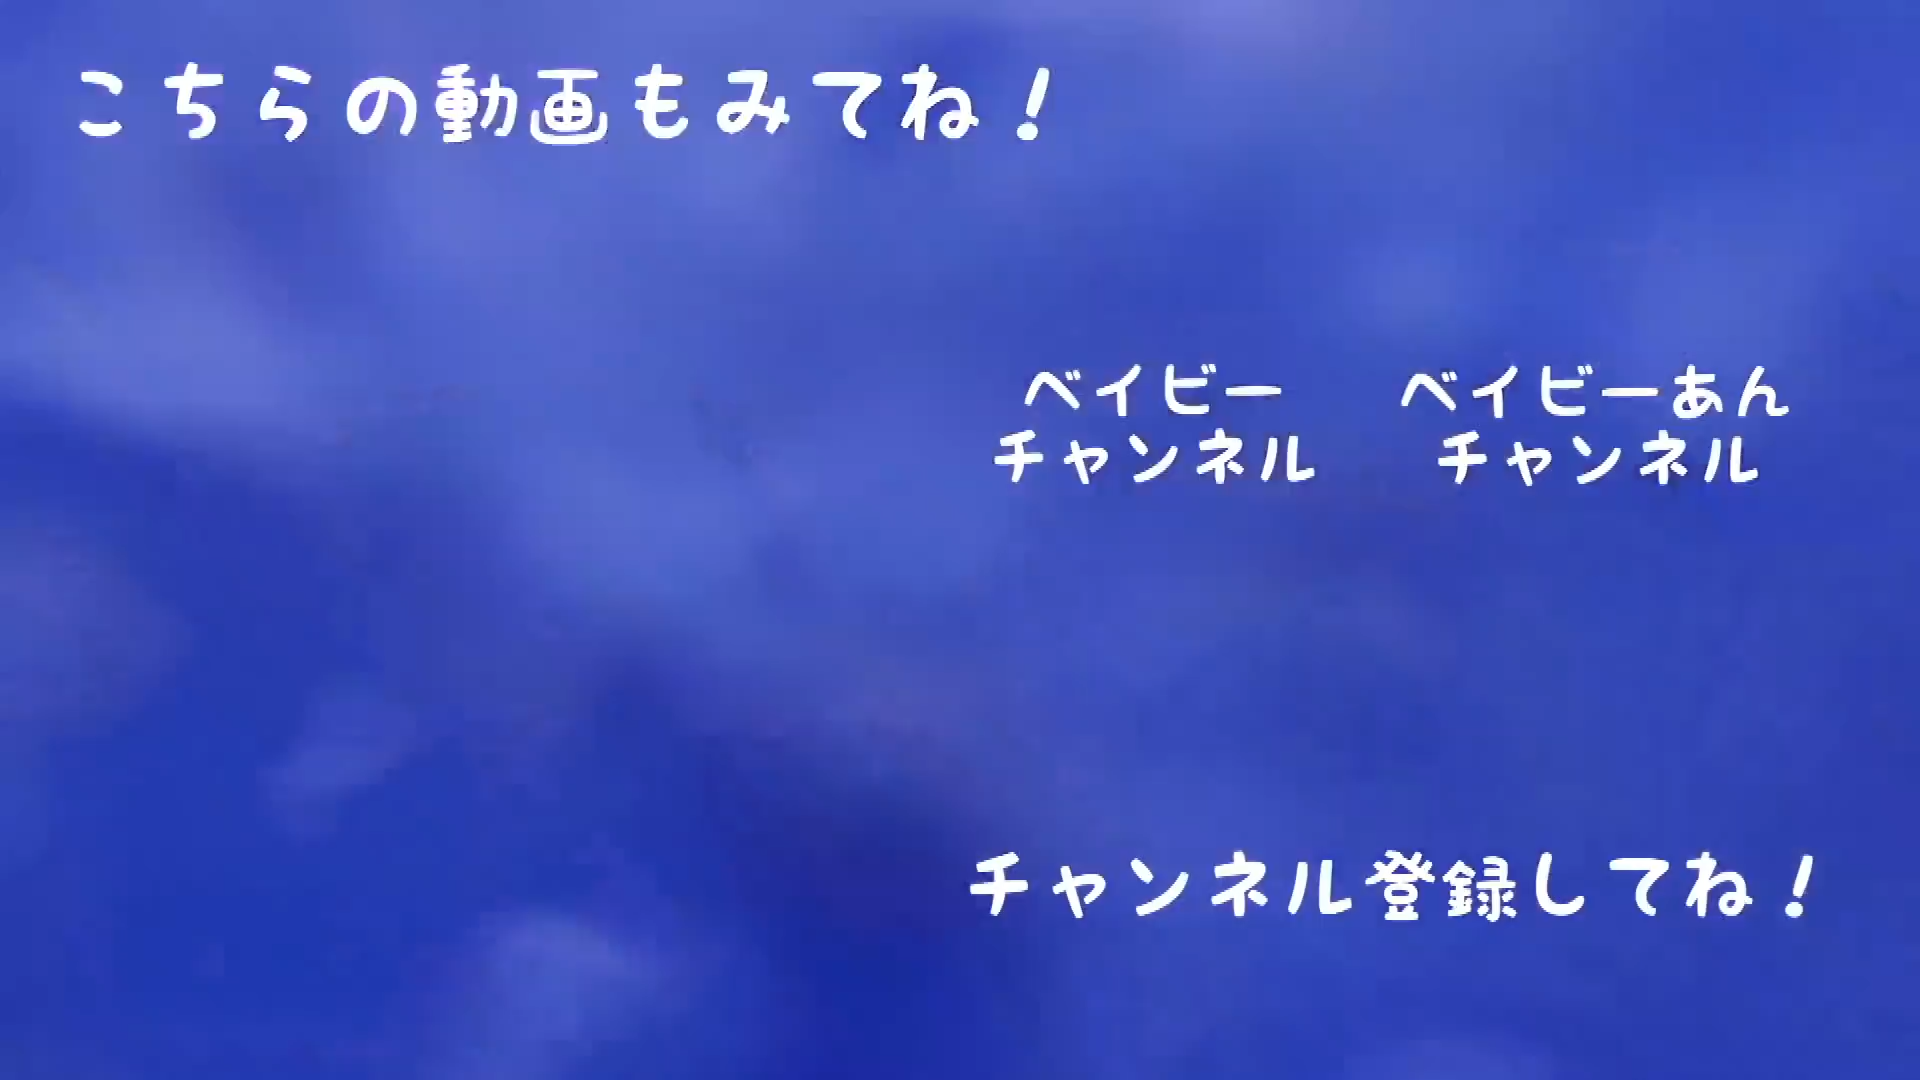 こちらの動画もみてね！
ベイビー
チャンネル
ベイビーあん
チャンネル
チャンネル登録してね！